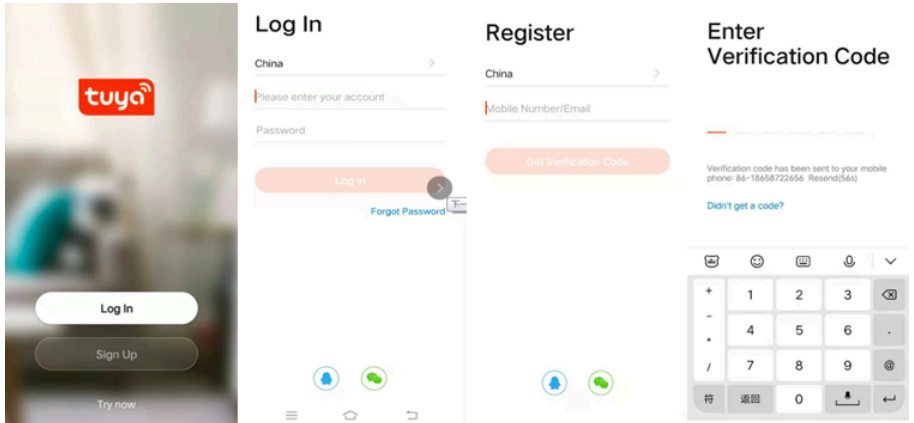 tuya
Log In
Sign Up
Try now
Log In
China
Please enter your account
Password
Log In
Forgot Password
下一
Register
China
Mobile Number/Email
Get Verification Code
Enter
Verification Code
Verification code has been sent to your mobile
phone: 86-18658722656 Resend(56s)
Didn't get a code?
+ 1 2 3
- 4 5 6 .
*
/ 7 8 9 @
符 返回 0